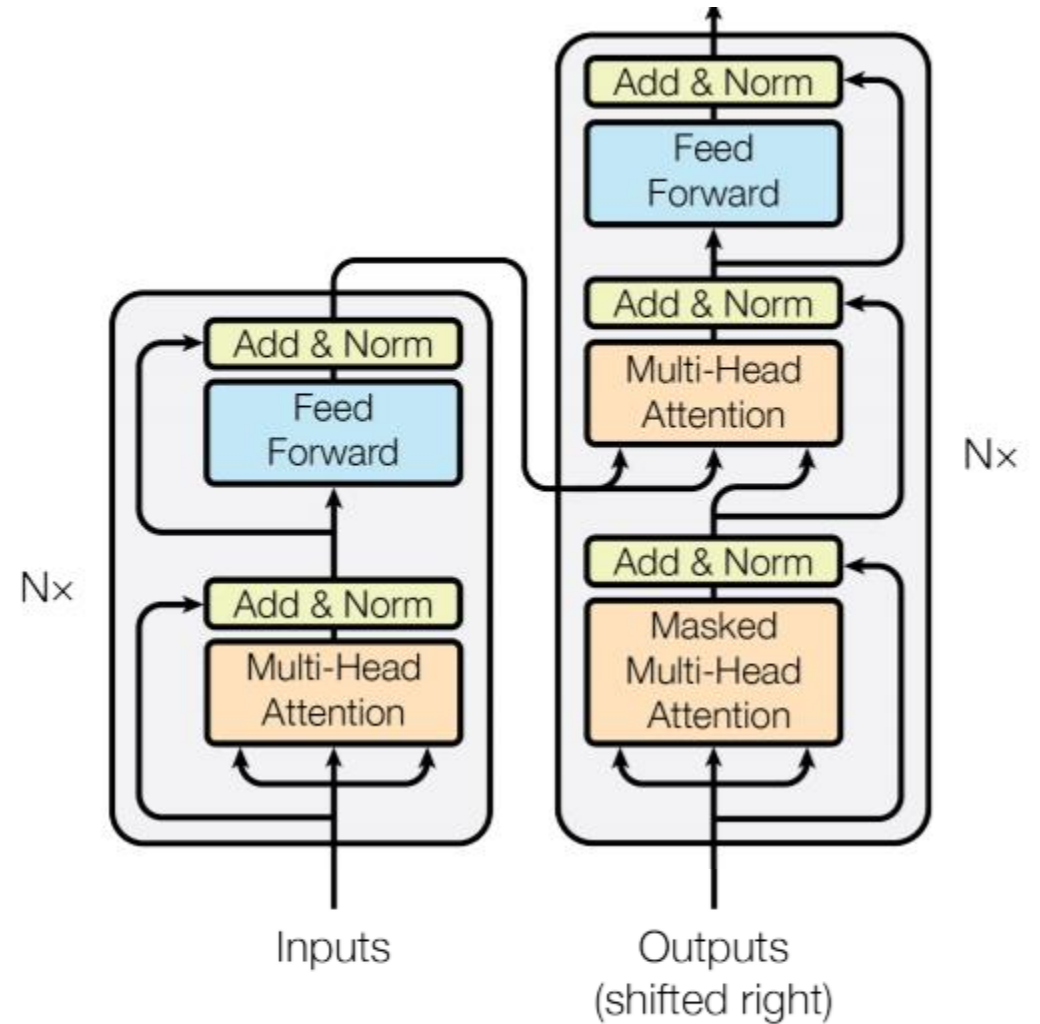 Add & Norm
Feed
Forward
Add & Norm
Multi-Head
Attention
Nx
Inputs
Add & Norm
Feed
Forward
Add & Norm
Multi-Head
Attention
Nx
Add & Norm
Masked
Multi-Head
Attention
Outputs
(shifted right)